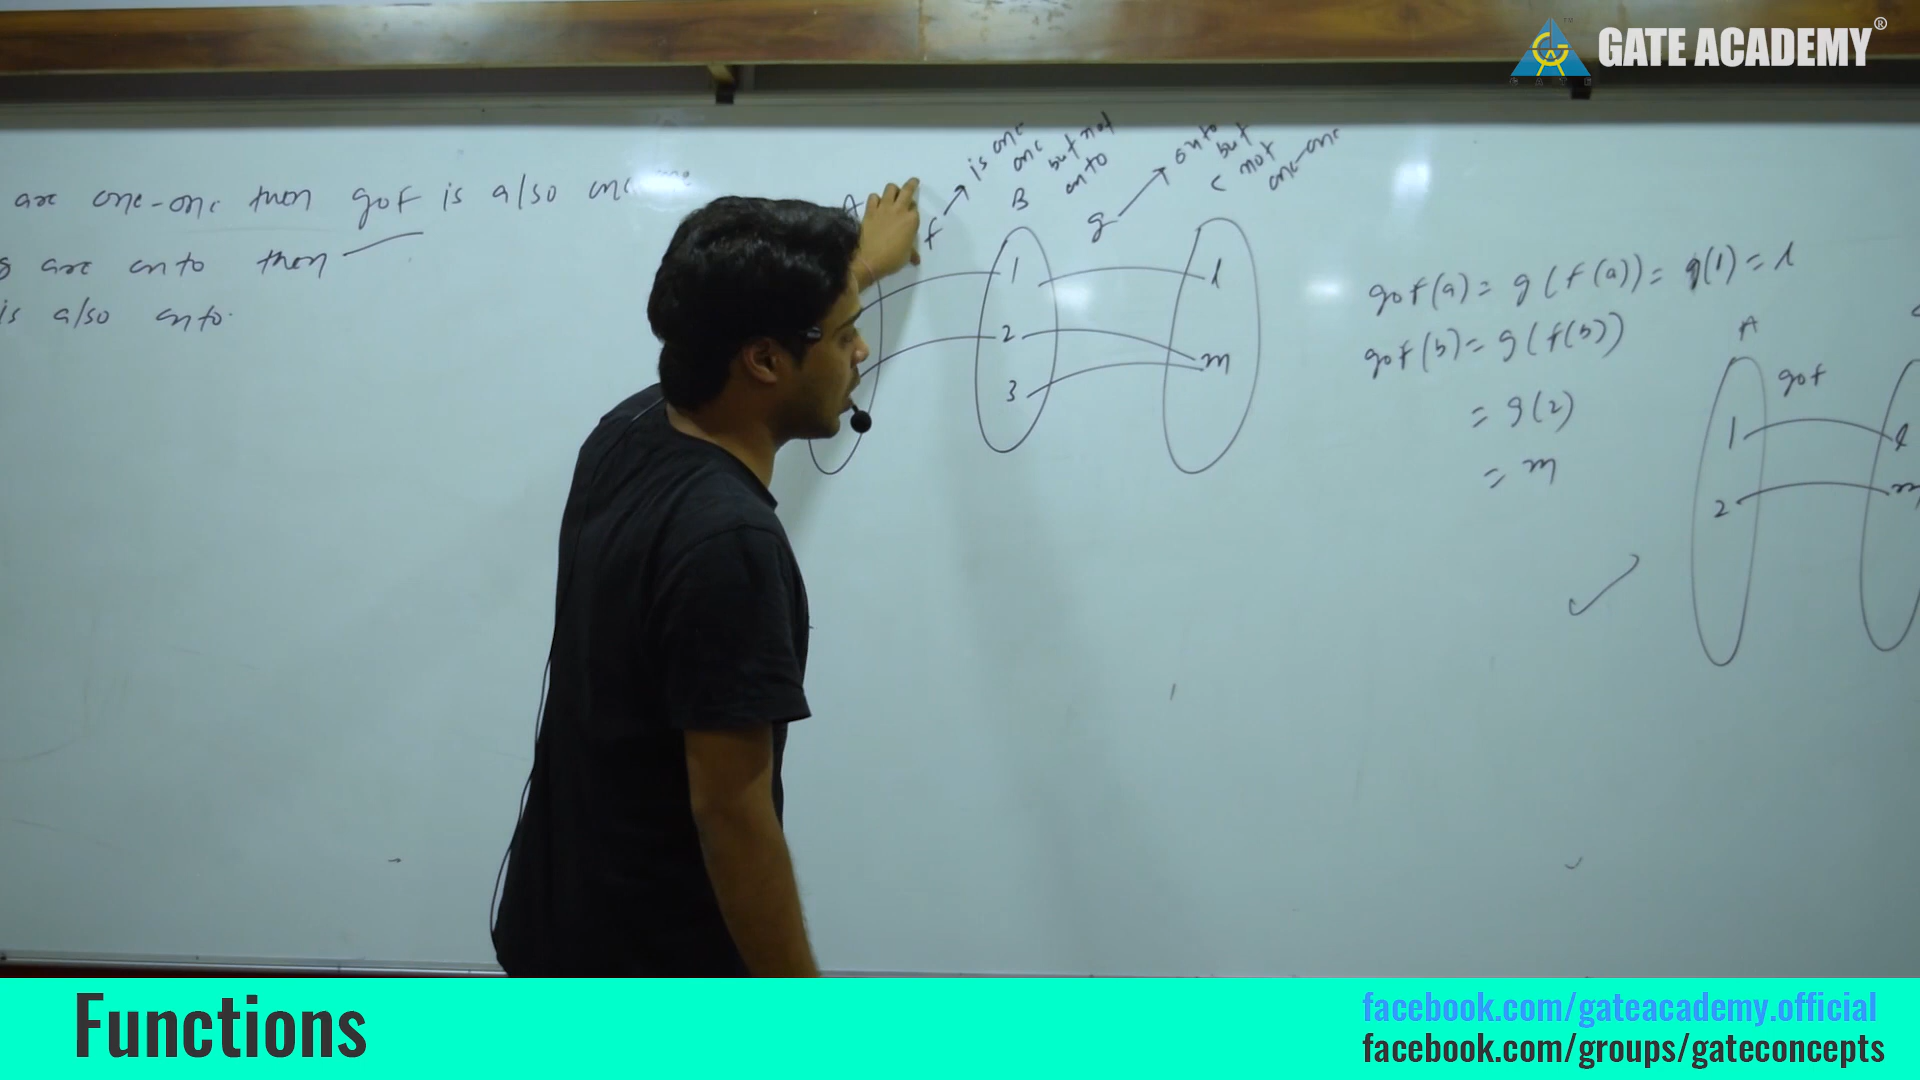 GATE ACADEMY®
GATE
are one-one then gof is also one
g are onto then
is also onto.
A
f → is one one but not onto
B
g → onto but not one-one
C
1
2
3
l
m
gof(a) = g(f(a)) = g(1) = l
gof(b) = g(f(b))
= g(2)
= m
A
gof
1
2
l
m
Functions
facebook.com/gateacademy.official
facebook.com/groups/gateconcepts